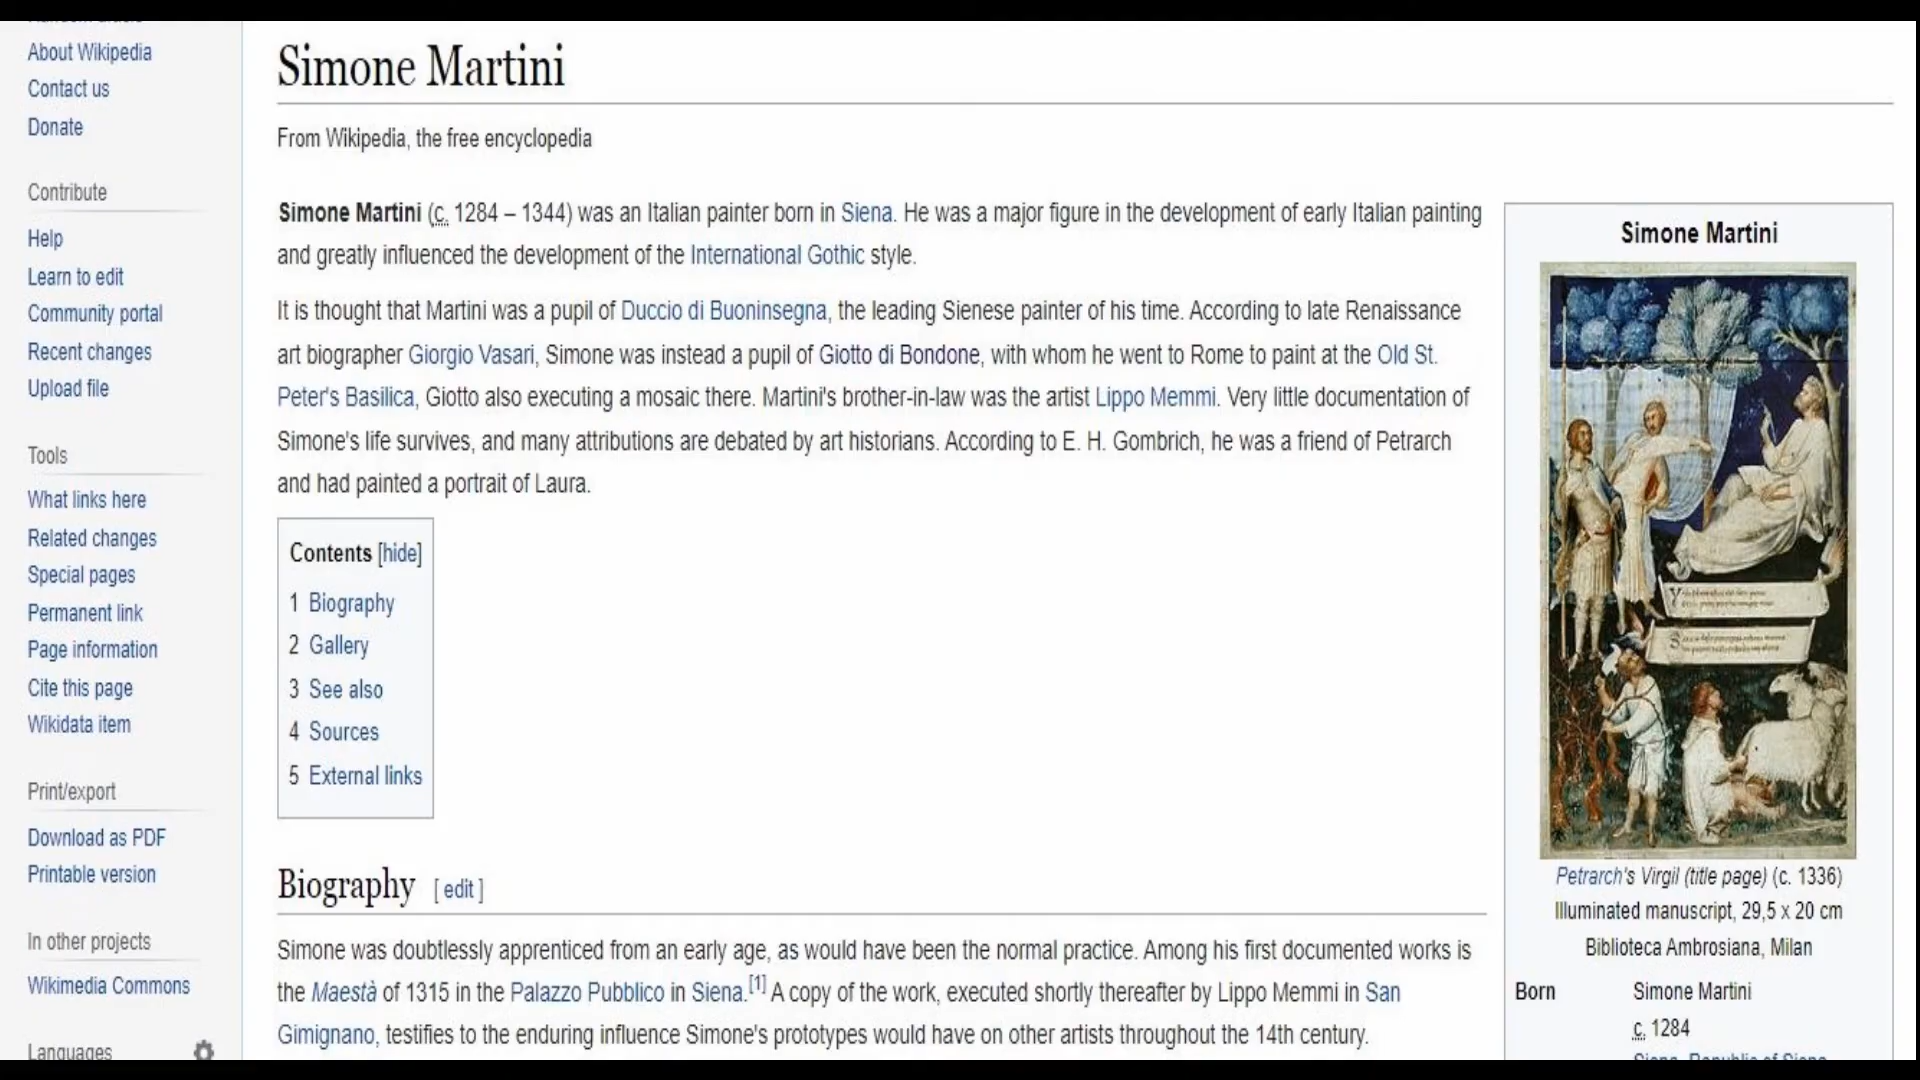 About Wikipedia
Contact us
Donate
Contribute
Help
Learn to edit
Community portal
Recent changes
Upload file
Tools
What links here
Related changes
Special pages
Permanent link
Page information
Cite this page
Wikidata item
Print/export
Download as PDF
Printable version
In other projects
Wikimedia Commons
Languages
Simone Martini
From Wikipedia, the free encyclopedia
Simone Martini (c. 1284 – 1344) was an Italian painter born in Siena. He was a major figure in the development of early Italian painting
and greatly influenced the development of the International Gothic style.
It is thought that Martini was a pupil of Duccio di Buoninsegna, the leading Sienese painter of his time. According to late Renaissance
art biographer Giorgio Vasari, Simone was instead a pupil of Giotto di Bondone, with whom he went to Rome to paint at the Old St.
Peter's Basilica, Giotto also executing a mosaic there. Martini's brother-in-law was the artist Lippo Memmi. Very little documentation of
Simone's life survives, and many attributions are debated by art historians. According to E. H. Gombrich, he was a friend of Petrarch
and had painted a portrait of Laura.
Contents [hide]
1 Biography
2 Gallery
3 See also
4 Sources
5 External links
Biography [ edit ]
Simone was doubtlessly apprenticed from an early age, as would have been the normal practice. Among his first documented works is
the Maestà of 1315 in the Palazzo Pubblico in Siena.[1] A copy of the work, executed shortly thereafter by Lippo Memmi in San
Gimignano, testifies to the enduring influence Simone's prototypes would have on other artists throughout the 14th century.
Simone Martini
Petrarch's Virgil (title page) (c. 1336)
Illuminated manuscript, 29,5 x 20 cm
Biblioteca Ambrosiana, Milan
Born Simone Martini
c. 1284
Siena, Republic of Siena